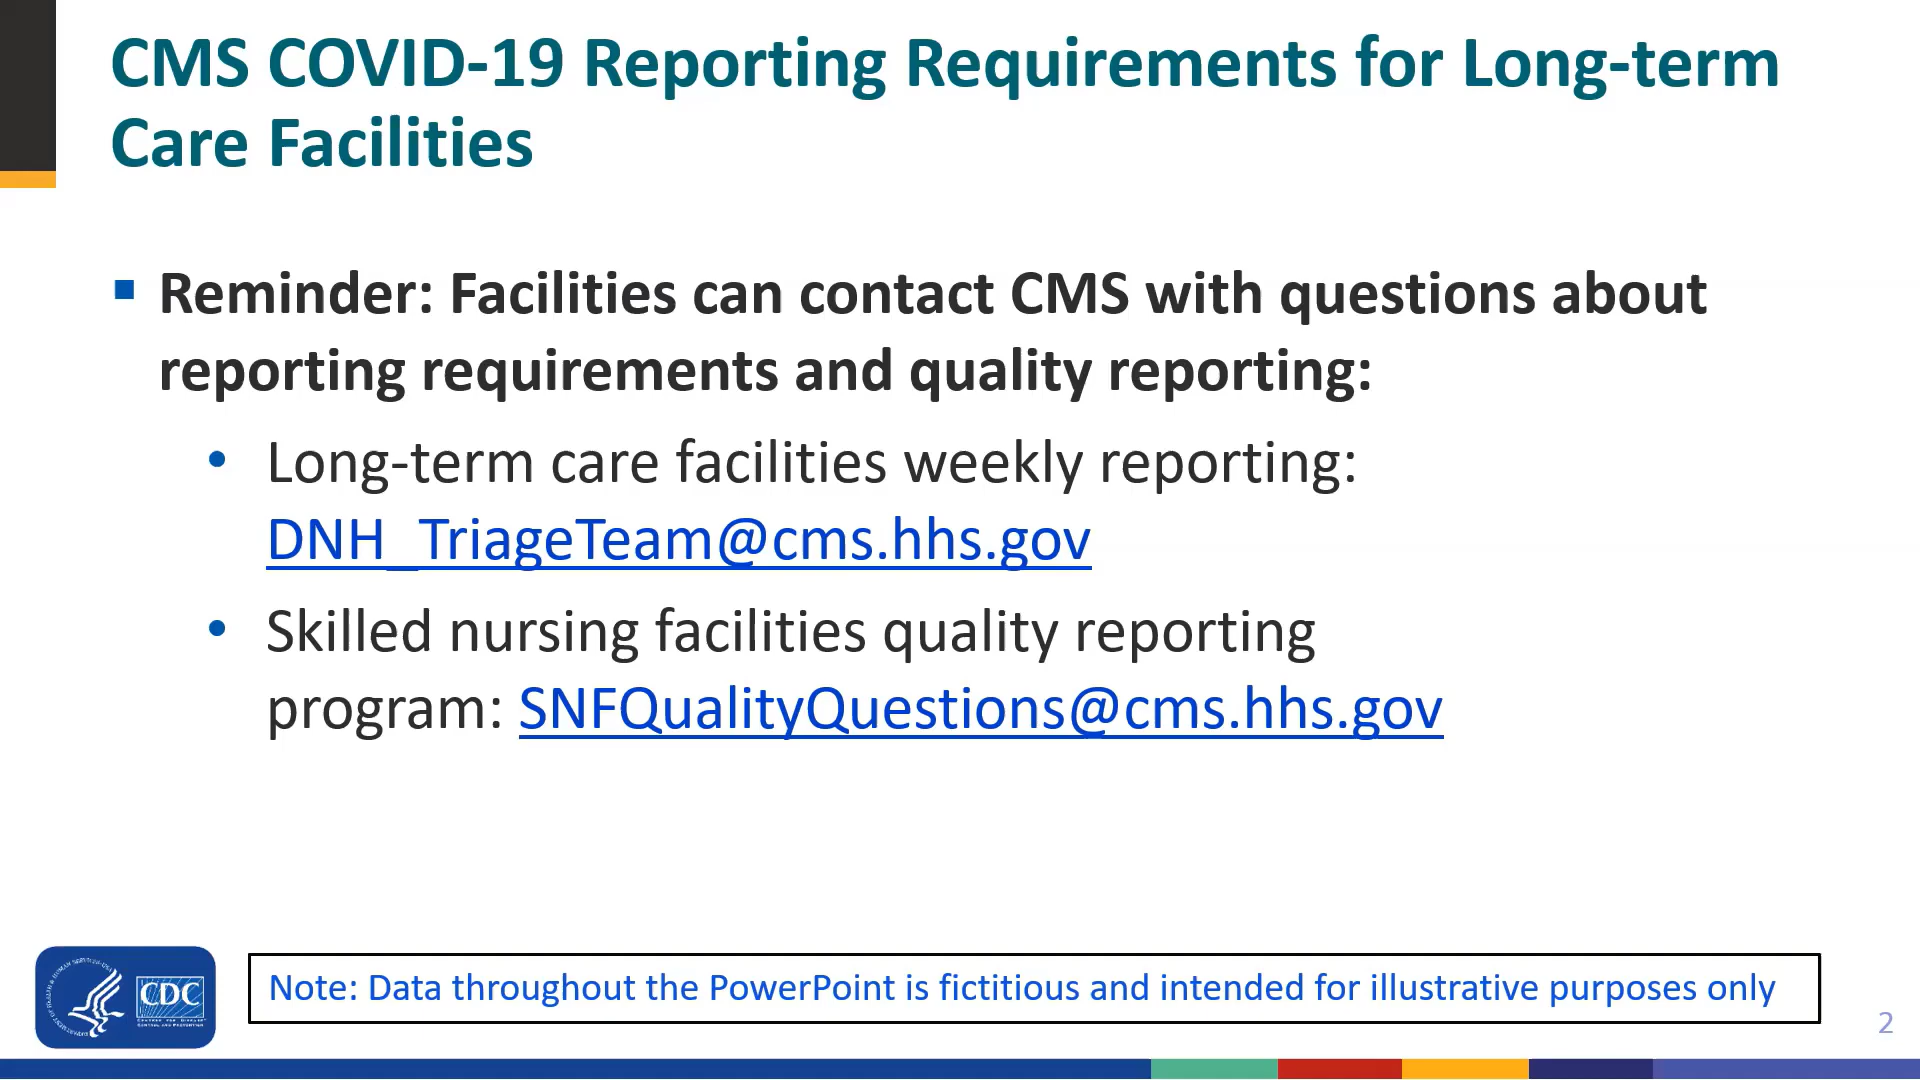 CMS COVID-19 Reporting Requirements for Long-term
Care Facilities
▪ Reminder: Facilities can contact CMS with questions about
reporting requirements and quality reporting:
• Long-term care facilities weekly reporting:
DNH_TriageTeam@cms.hhs.gov
• Skilled nursing facilities quality reporting
program: SNFQualityQuestions@cms.hhs.gov
CDC
Note: Data throughout the PowerPoint is fictitious and intended for illustrative purposes only
2